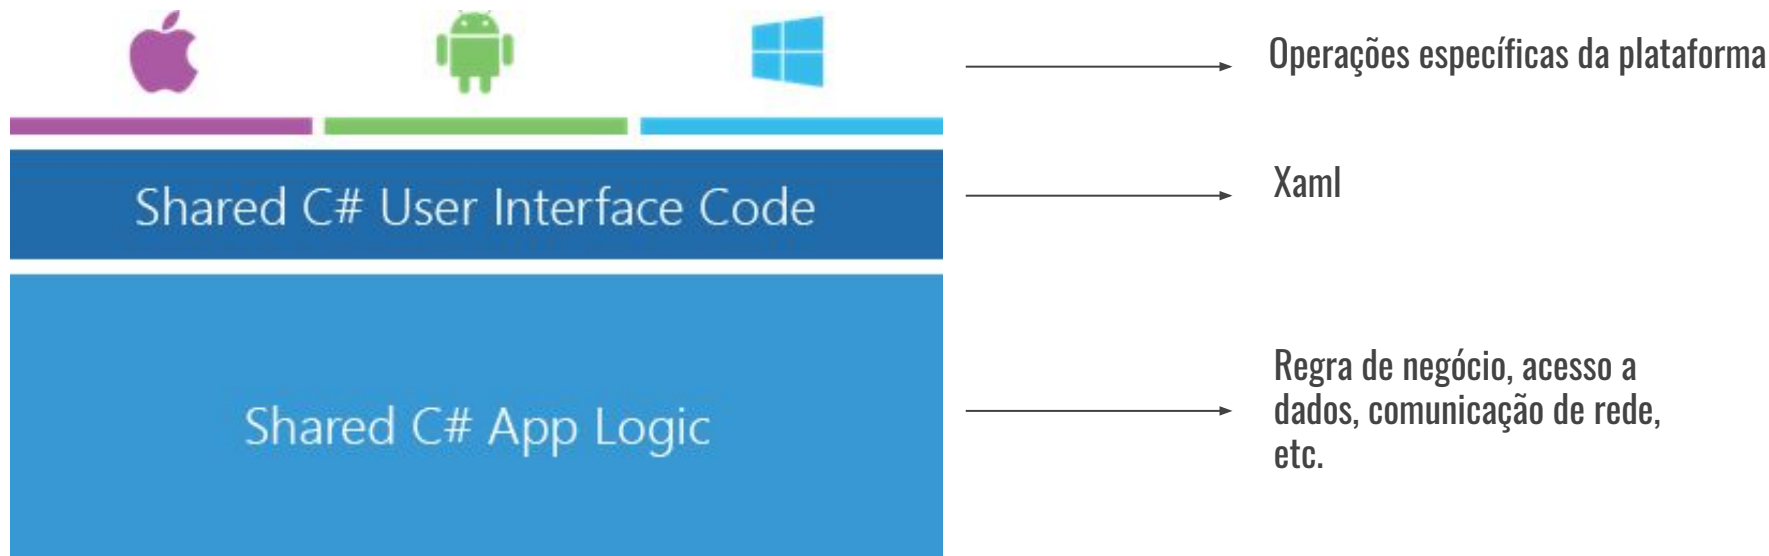 Operações específicas da plataforma
Shared C# User Interface Code
Xaml
Shared C# App Logic
Regra de negócio, acesso a
dados, comunicação de rede,
etc.